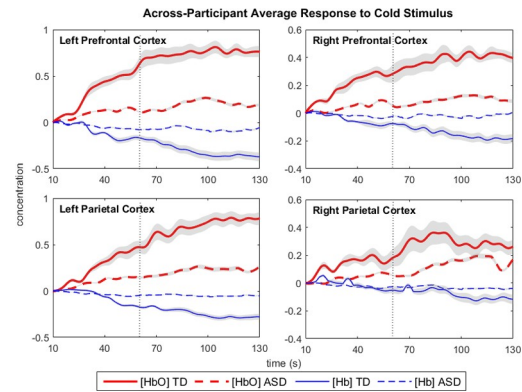 Across-Participant Average Response to Cold Stimulus
Left Prefrontal Cortex
Right Prefrontal Cortex
1
0.5
0
-0.5
10 40 70 100 130
0.6
0.4
0.2
0
-0.2
-0.4
10 40 70 100 130
concentration
Left Parietal Cortex
Right Parietal Cortex
1
0.5
0
-0.5
10 40 70 100 130
0.6
0.4
0.2
0
-0.2
-0.4
10 40 70 100 130
time (s)
[HbO] TD [HbO] ASD [Hb] TD [Hb] ASD